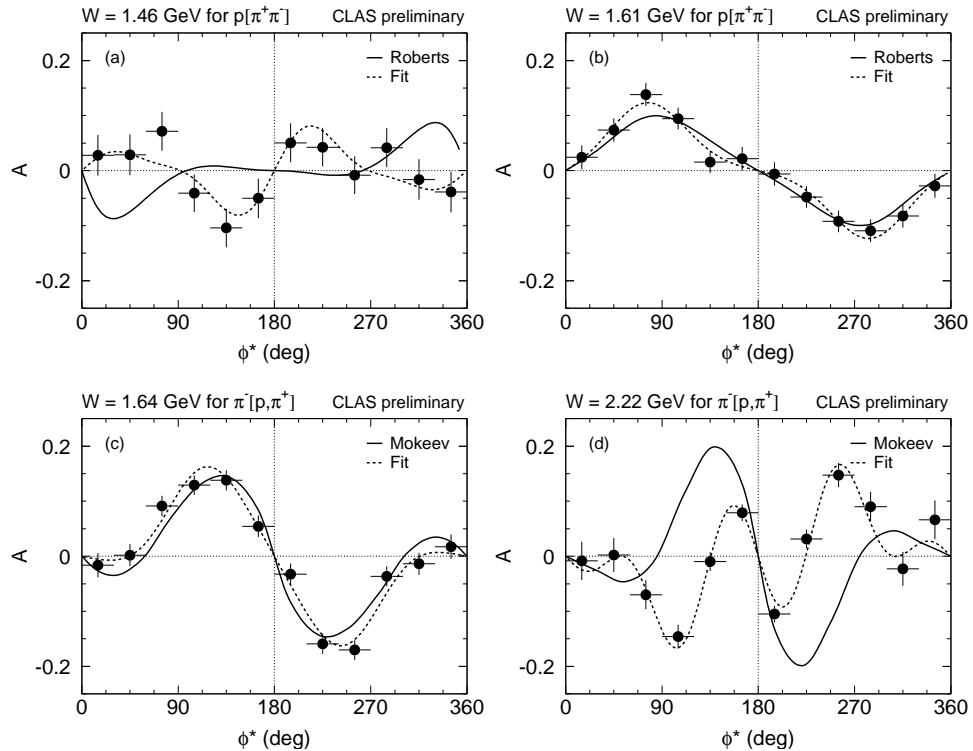 W = 1.46 GeV for p[π⁺π⁻] CLAS preliminary
(a)
Roberts
Fit
0.2
0
-0.2
A
0 90 180 270 360
ϕ* (deg)
W = 1.61 GeV for p[π⁺π⁻] CLAS preliminary
(b)
Roberts
Fit
0.2
0
-0.2
A
0 90 180 270 360
ϕ* (deg)
W = 1.64 GeV for π⁻[p,π⁺] CLAS preliminary
(c)
Mokeev
Fit
0.2
0
-0.2
A
0 90 180 270 360
ϕ* (deg)
W = 2.22 GeV for π⁻[p,π⁺] CLAS preliminary
(d)
Mokeev
Fit
0.2
0
-0.2
A
0 90 180 270 360
ϕ* (deg)